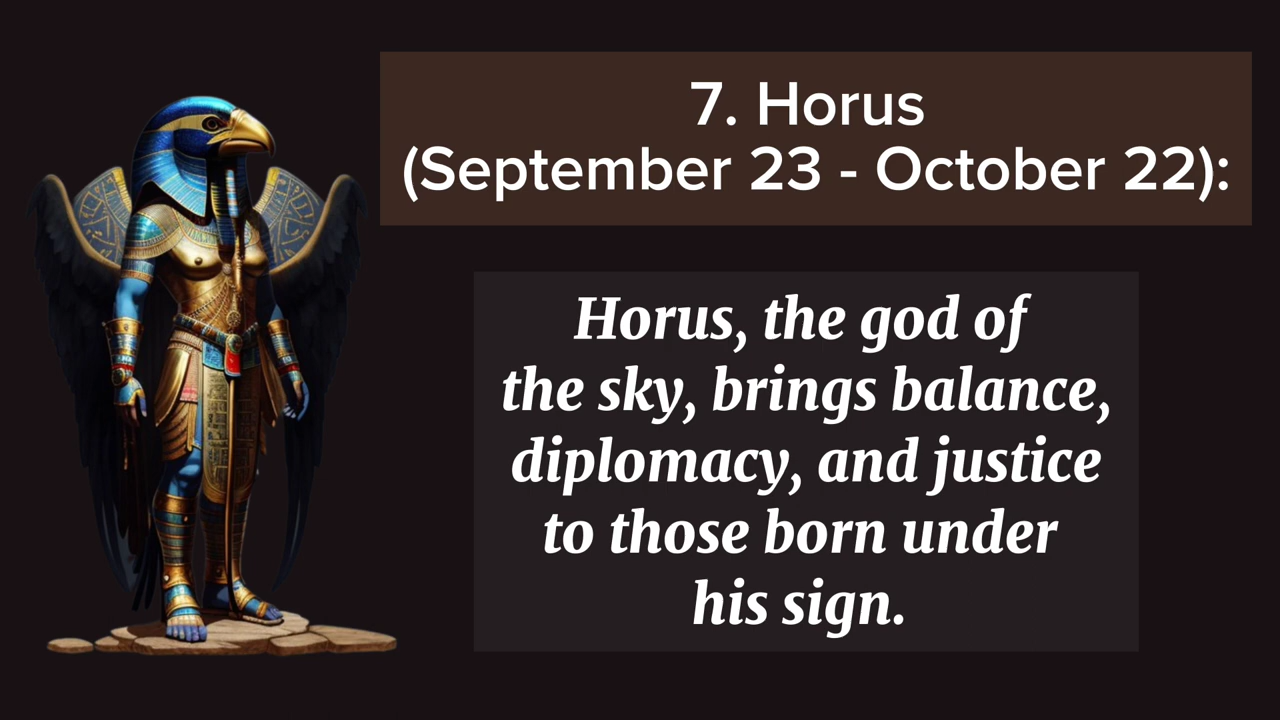 7. Horus
(September 23 - October 22):
Horus, the god of
the sky, brings balance,
diplomacy, and justice
to those born under
his sign.